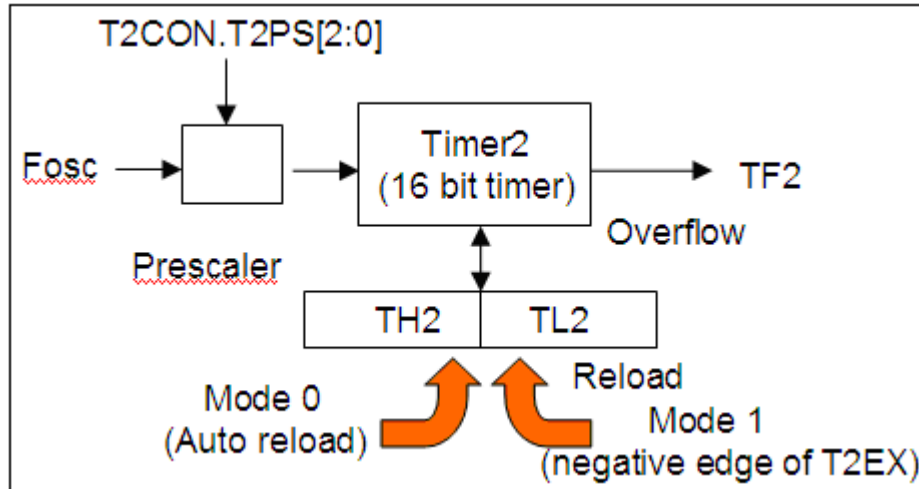 T2CON.T2PS[2:0]
Fosc
Prescaler
Timer2
(16 bit timer)
TF2
Overflow
TH2
TL2
Reload
Mode 0
(Auto reload)
Mode 1
(negative edge of T2EX)